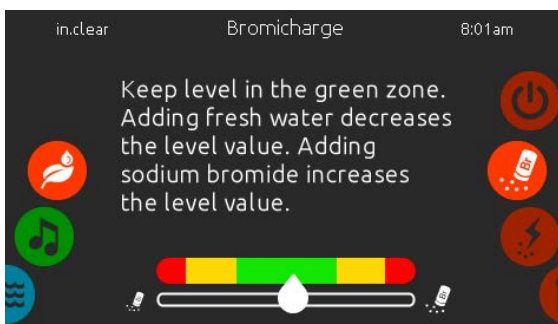 in.clear
Bromicharge
8:01am
Keep level in the green zone.
Adding fresh water decreases
the level value. Adding
sodium bromide increases
the level value.
Br